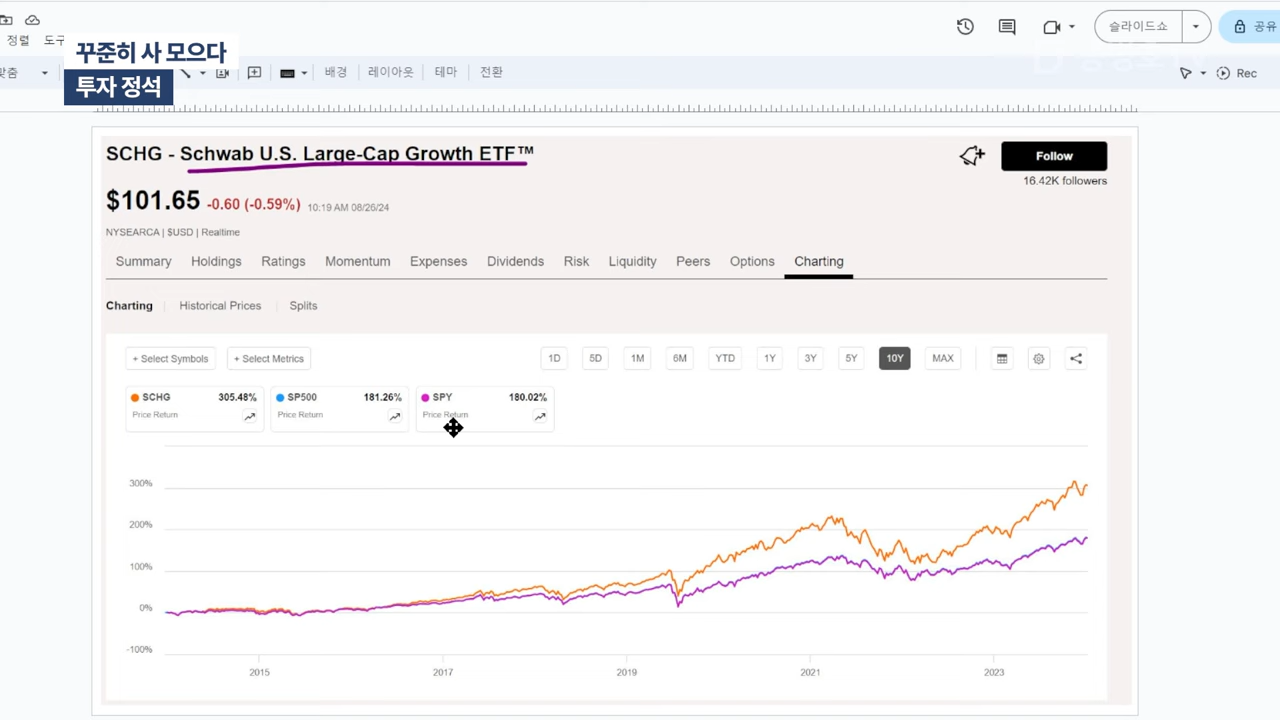 정렬 도구
꾸준히 사 모으다
투자 정석
슬라이드쇼
공유
맞춤
배경 레이아웃 테마 전환
Rec
SCHG - Schwab U.S. Large-Cap Growth ETF™
Follow
16.42K followers
$101.65 -0.60 (-0.59%) 10:19 AM 08/26/24
NYSEARCA | $USD | Realtime
Summary Holdings Ratings Momentum Expenses Dividends Risk Liquidity Peers Options Charting
Charting Historical Prices Splits
+ Select Symbols + Select Metrics 1D 5D 1M 6M YTD 1Y 3Y 5Y 10Y MAX
SCHG 305.48% SP500 181.26% SPY 180.02%
Price Return Price Return Price Return
300%
200%
100%
0%
-100%
2015 2017 2019 2021 2023